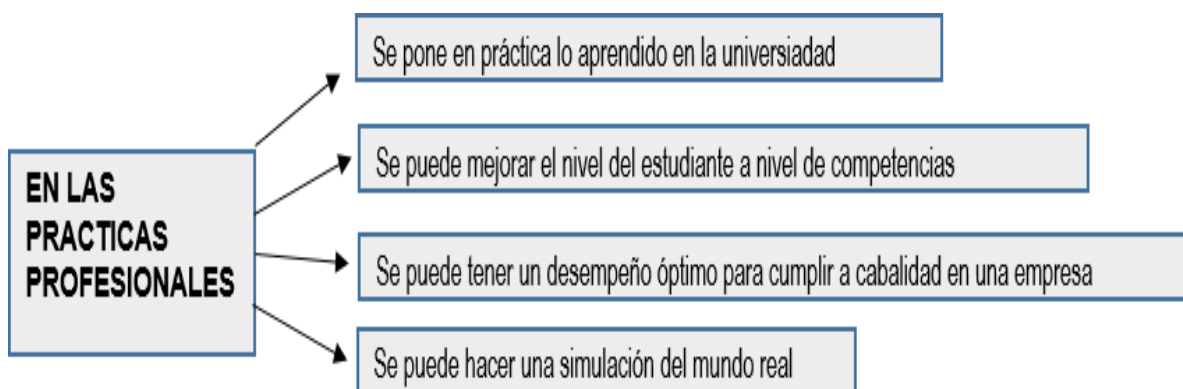 Se pone en práctica lo aprendido en la universiadad
Se puede mejorar el nivel del estudiante a nivel de competencias
EN LAS
PRACTICAS
PROFESIONALES
Se puede tener un desempeño óptimo para cumplir a cabalidad en una empresa
Se puede hacer una simulación del mundo real